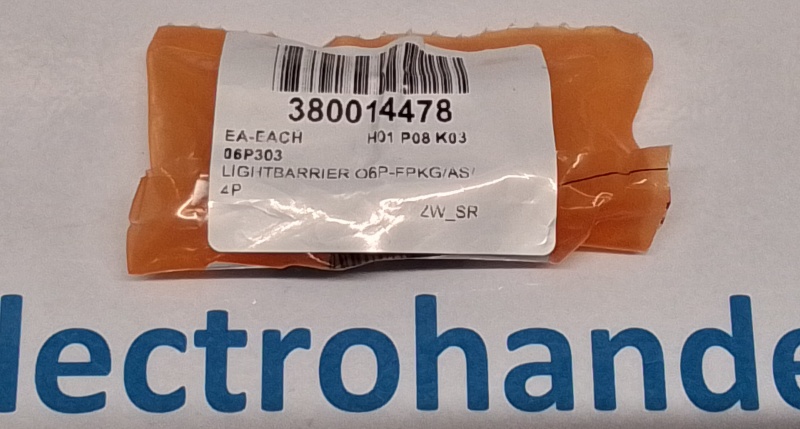 380014478
EA-EACH H01 P08 K03
06P303
LIGHTBARRIER O6P-FPKG/AS/
4P
ZW_SR
lectrohande